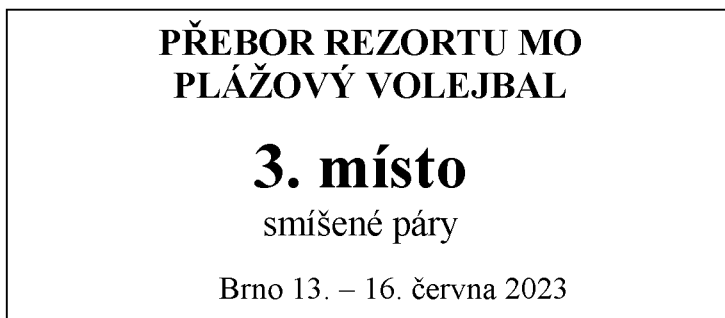 PŘEBOR REZORTU MO
PLÁŽOVÝ VOLEJBAL
3. místo
smíšené páry
Brno 13. – 16. června 2023